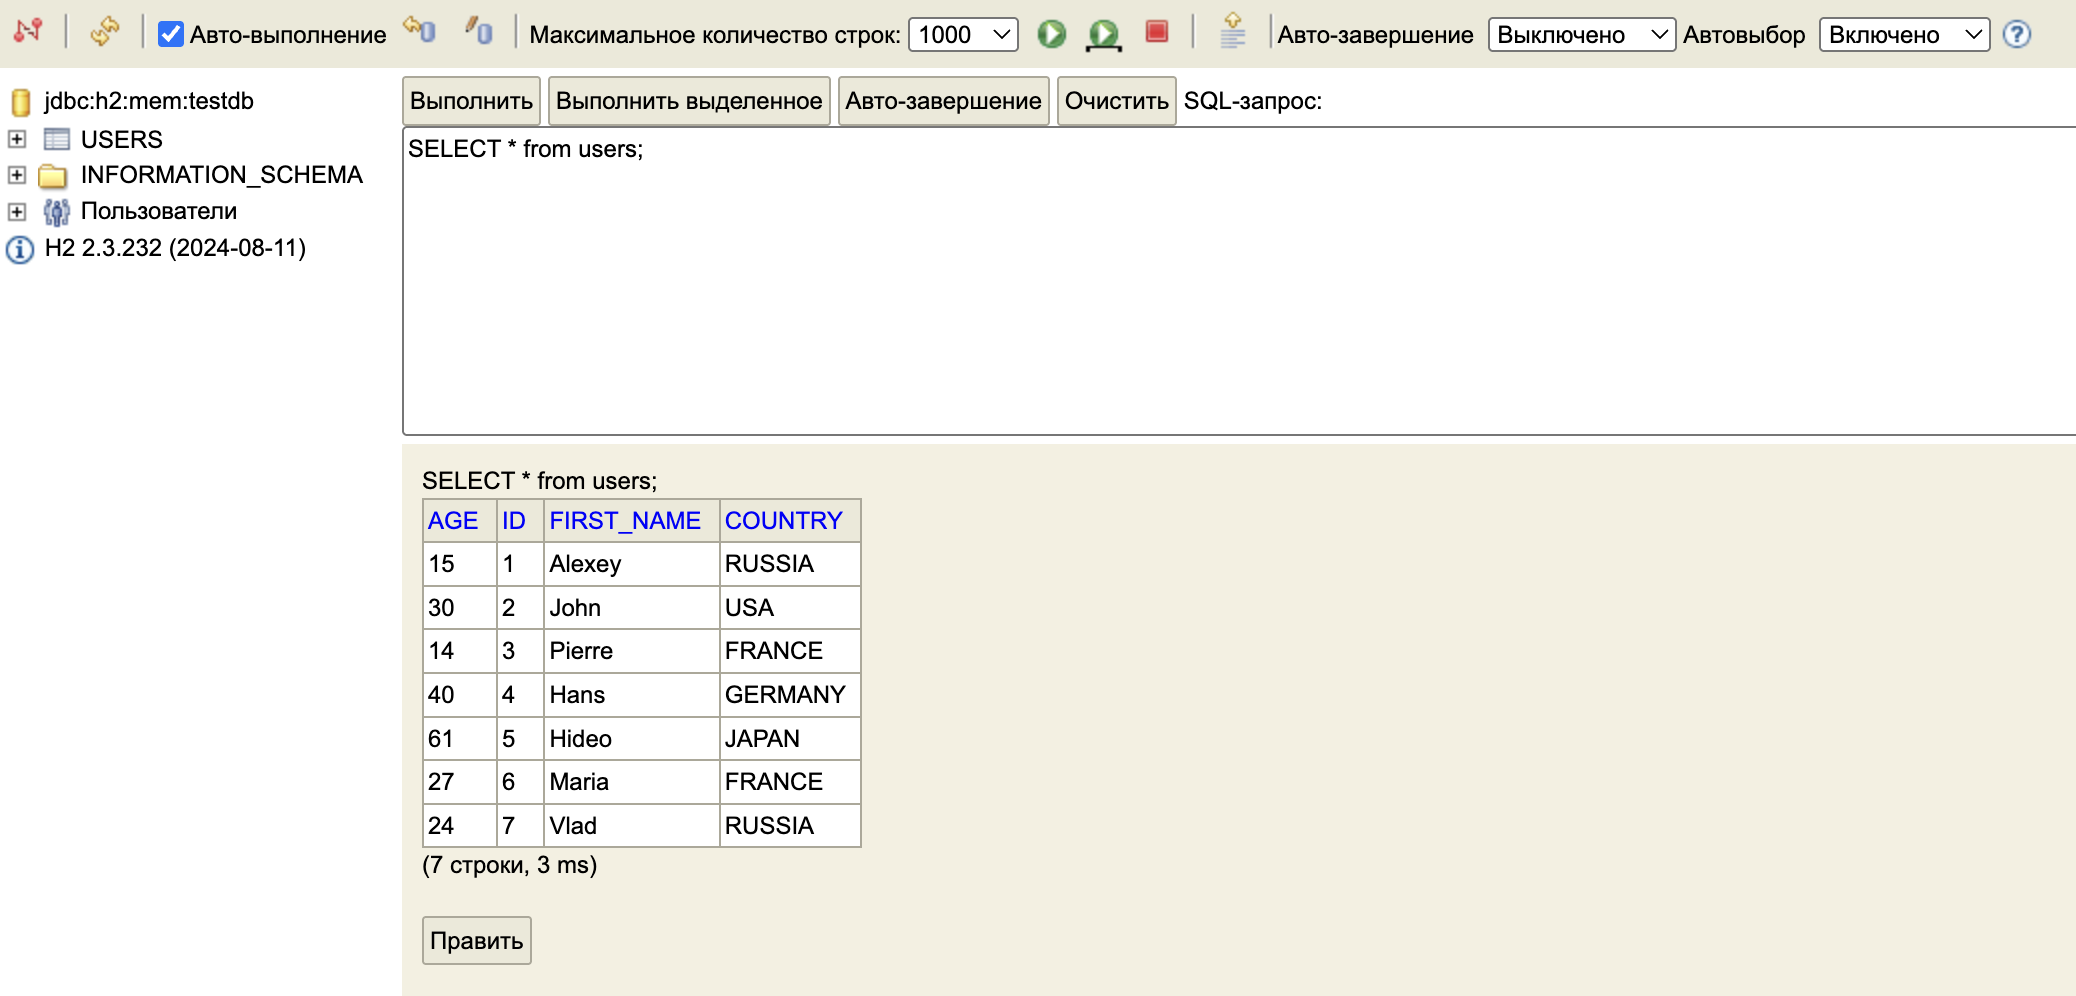 Авто-выполнение Максимальное количество строк: 1000 Авто-завершение Выключено Автовыбор Включено ?
jdbc:h2:mem:testdb
USERS
INFORMATION_SCHEMA
Пользователи
H2 2.3.232 (2024-08-11)
Выполнить Выполнить выделенное Авто-завершение Очистить SQL-запрос:
SELECT * from users;
SELECT * from users;
AGE ID FIRST_NAME COUNTRY
15 1 Alexey RUSSIA
30 2 John USA
14 3 Pierre FRANCE
40 4 Hans GERMANY
61 5 Hideo JAPAN
27 6 Maria FRANCE
24 7 Vlad RUSSIA
(7 строки, 3 ms)
Править